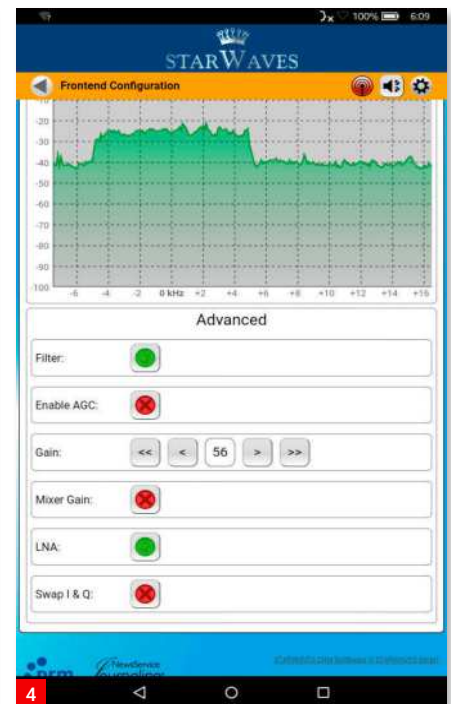 100% 6:09
STARWAVES
Frontend Configuration
-20
-30
-40
-50
-60
-70
-80
-90
-100
-6 -4 -2 0 kHz +2 +4 +6 +8 +10 +12 +14 +16
Advanced
Filter:
Enable AGC:
Gain: << < 56 > >>
Mixer Gain:
LNA:
Swap I & Q:
NewsService
Journaline
4